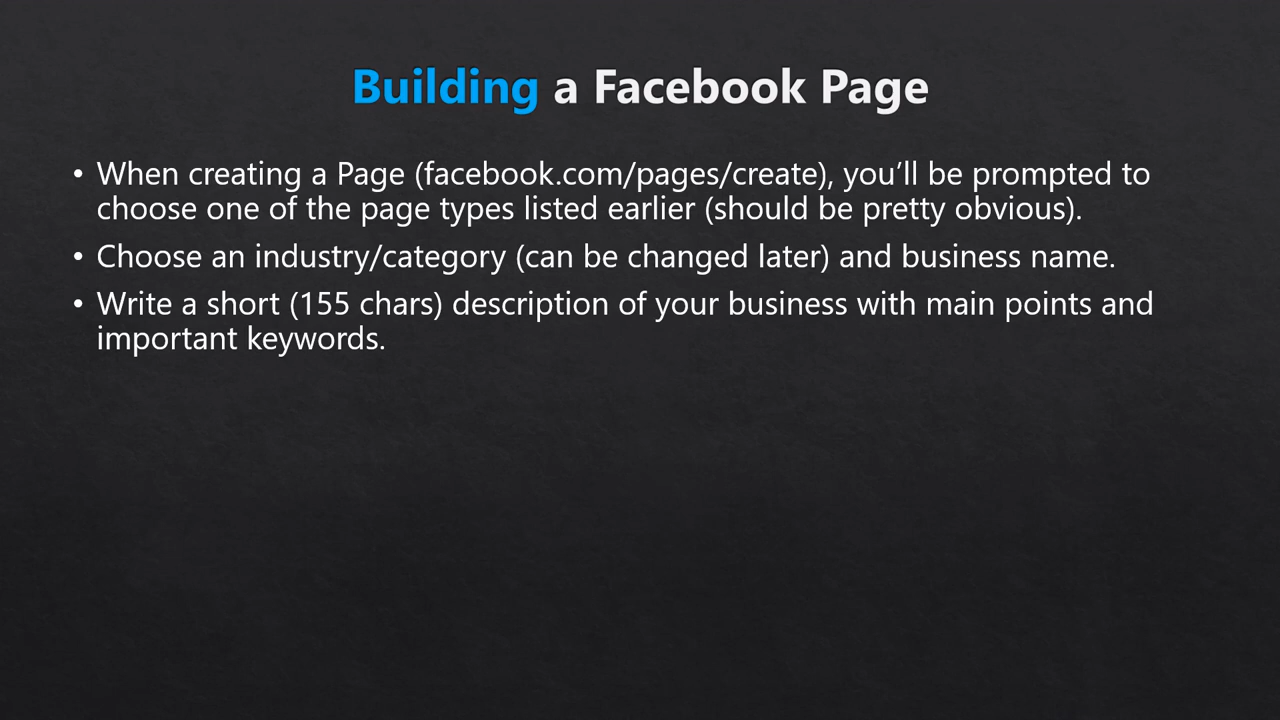 Building a Facebook Page
• When creating a Page (facebook.com/pages/create), you’ll be prompted to
choose one of the page types listed earlier (should be pretty obvious).
• Choose an industry/category (can be changed later) and business name.
• Write a short (155 chars) description of your business with main points and
important keywords.